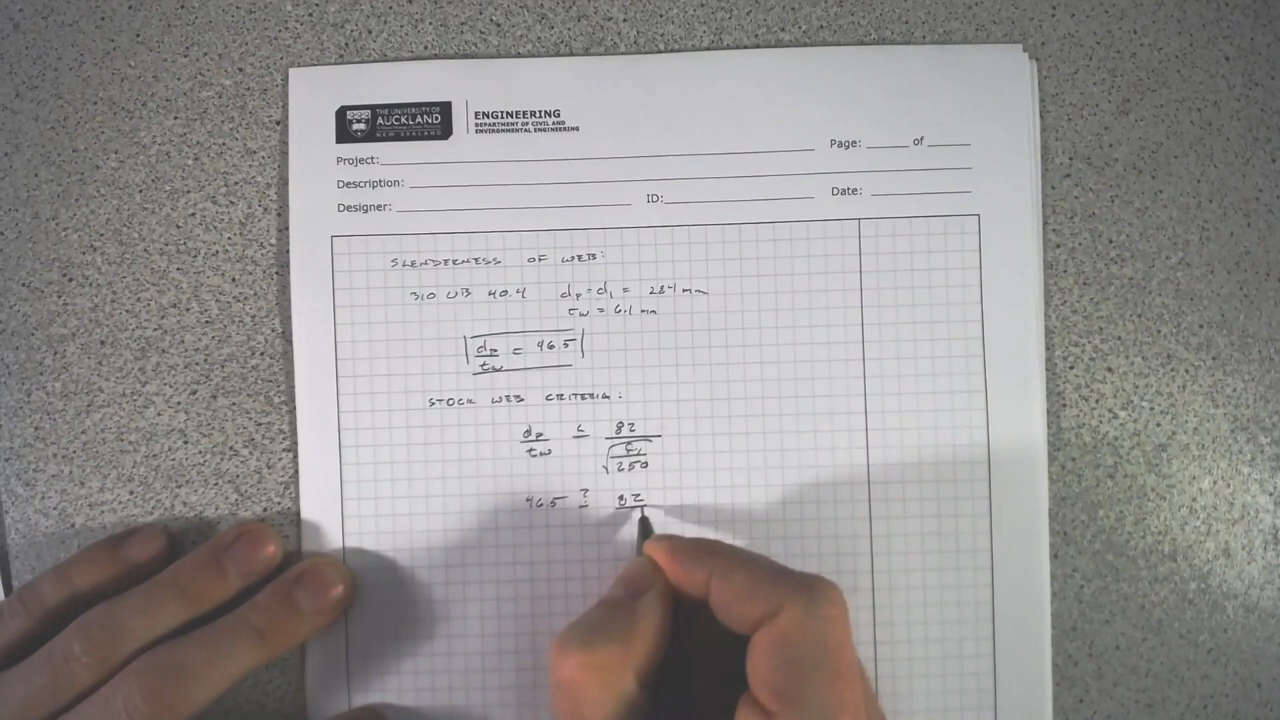 THE UNIVERSITY OF
AUCKLAND
NEW ZEALAND
ENGINEERING
DEPARTMENT OF CIVIL AND
ENVIRONMENTAL ENGINEERING
Project:
Page: of
Description:
Designer: ID: Date:
SLENDERNESS OF WEB:
310 UB 40.4 dp = d1 = 284 mm
tw = 6.1 mm
dp/tw = 46.5
STOCK WEB CRITERIA:
dp/tw ≤ 82/√(fy/250)
46.5 ? 82